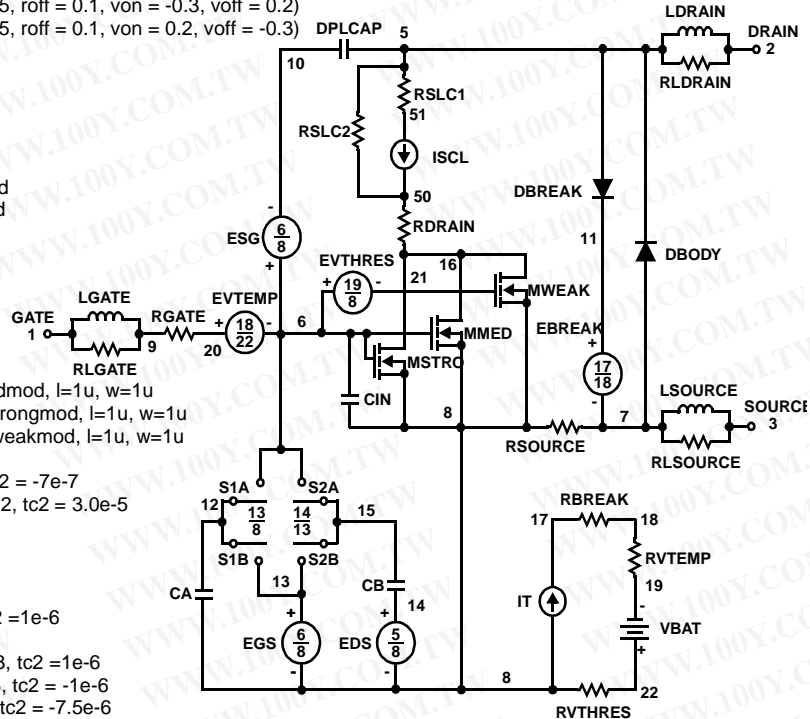 5, roff = 0.1, von = -0.3, voff = 0.2)
5, roff = 0.1, von = 0.2, voff = -0.3)
d
d
dmod, l=1u, w=1u
rongmod, l=1u, w=1u
weakmod, l=1u, w=1u
2 = -7e-7
2, tc2 = 3.0e-5
2 =1e-6
3, tc2 =1e-6
, tc2 = -1e-6
tc2 = -7.5e-6
LDRAIN
DPLCAP
5
DRAIN
2
10
RLDRAIN
RSLC1
51
RSLC2
ISCL
50
DBREAK
RDRAIN
11
ESG
6
8
-
+
EVTHRES
16
21
DBODY
+
19
8
-
MWEAK
LGATE
EVTEMP
GATE
1
RGATE
+
18
22
-
6
MMED
EBREAK
+
9
20
RLGATE
MSTRO
17
18
-
CIN
LSOURCE
8
7
SOURCE
3
RSOURCE
RLSOURCE
S1A
S2A
12
13
8
14
13
15
RBREAK
17
18
S1B
S2B
RVTEMP
13
CB
19
CA
14
IT
-
+
+
VBAT
EGS
6
8
EDS
5
8
+
-
-
8
22
RVTHRES
WWW.100Y.COM.TW